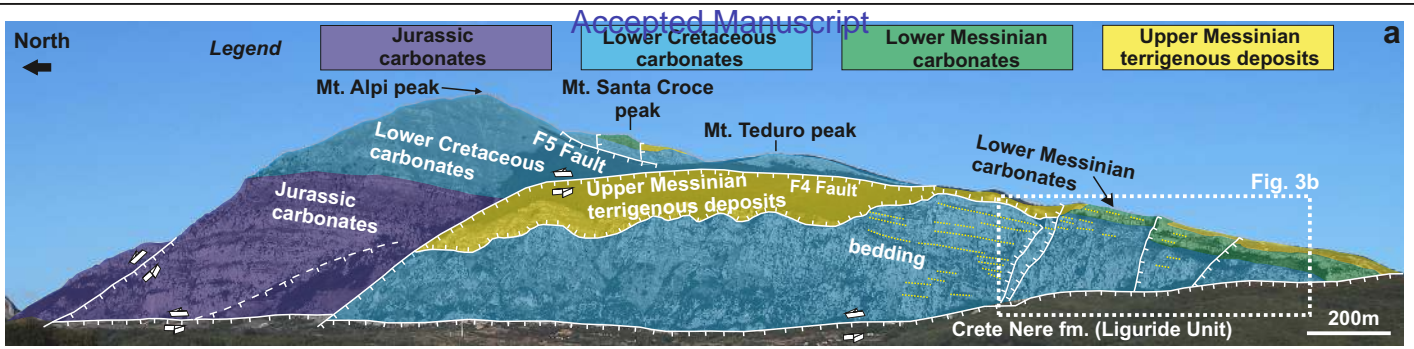 Accepted Manuscript
North
Legend
Jurassic
carbonates
Lower Cretaceous
carbonates
Lower Messinian
carbonates
Upper Messinian
terrigenous deposits
a
Mt. Alpi peak
Mt. Santa Croce
peak
Mt. Teduro peak
Lower Cretaceous
carbonates
F5 Fault
Lower Messinian
carbonates
Fig. 3b
Jurassic
carbonates
Upper Messinian
terrigenous deposits
F4 Fault
bedding
Crete Nere fm. (Liguride Unit)
200m